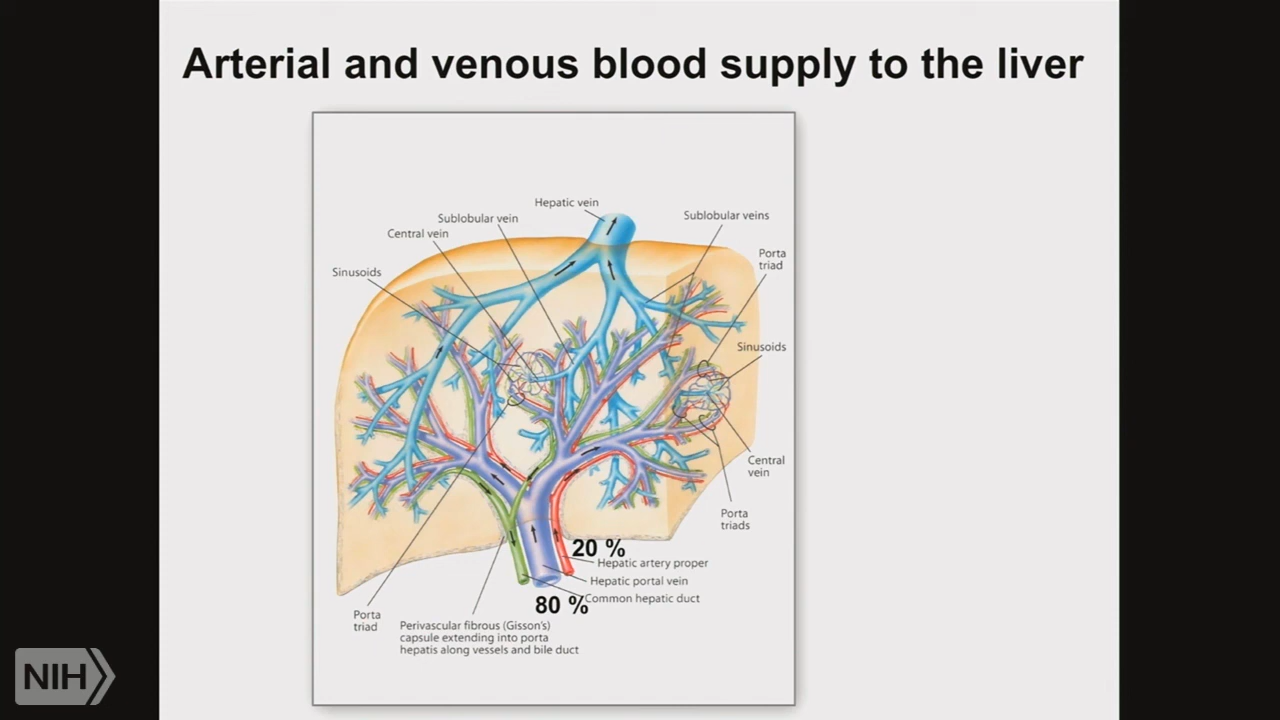 Arterial and venous blood supply to the liver
Hepatic vein
Sublobular vein
Sublobular veins
Central vein
Porta
triad
Sinusoids
Sinusoids
Central
vein
Porta
triads
20 %
Hepatic artery proper
Hepatic portal vein
Common hepatic duct
80 %
Porta
triad
Perivascular fibrous (Gisson's)
capsule extending into porta
hepatis along vessels and bile duct
NIH